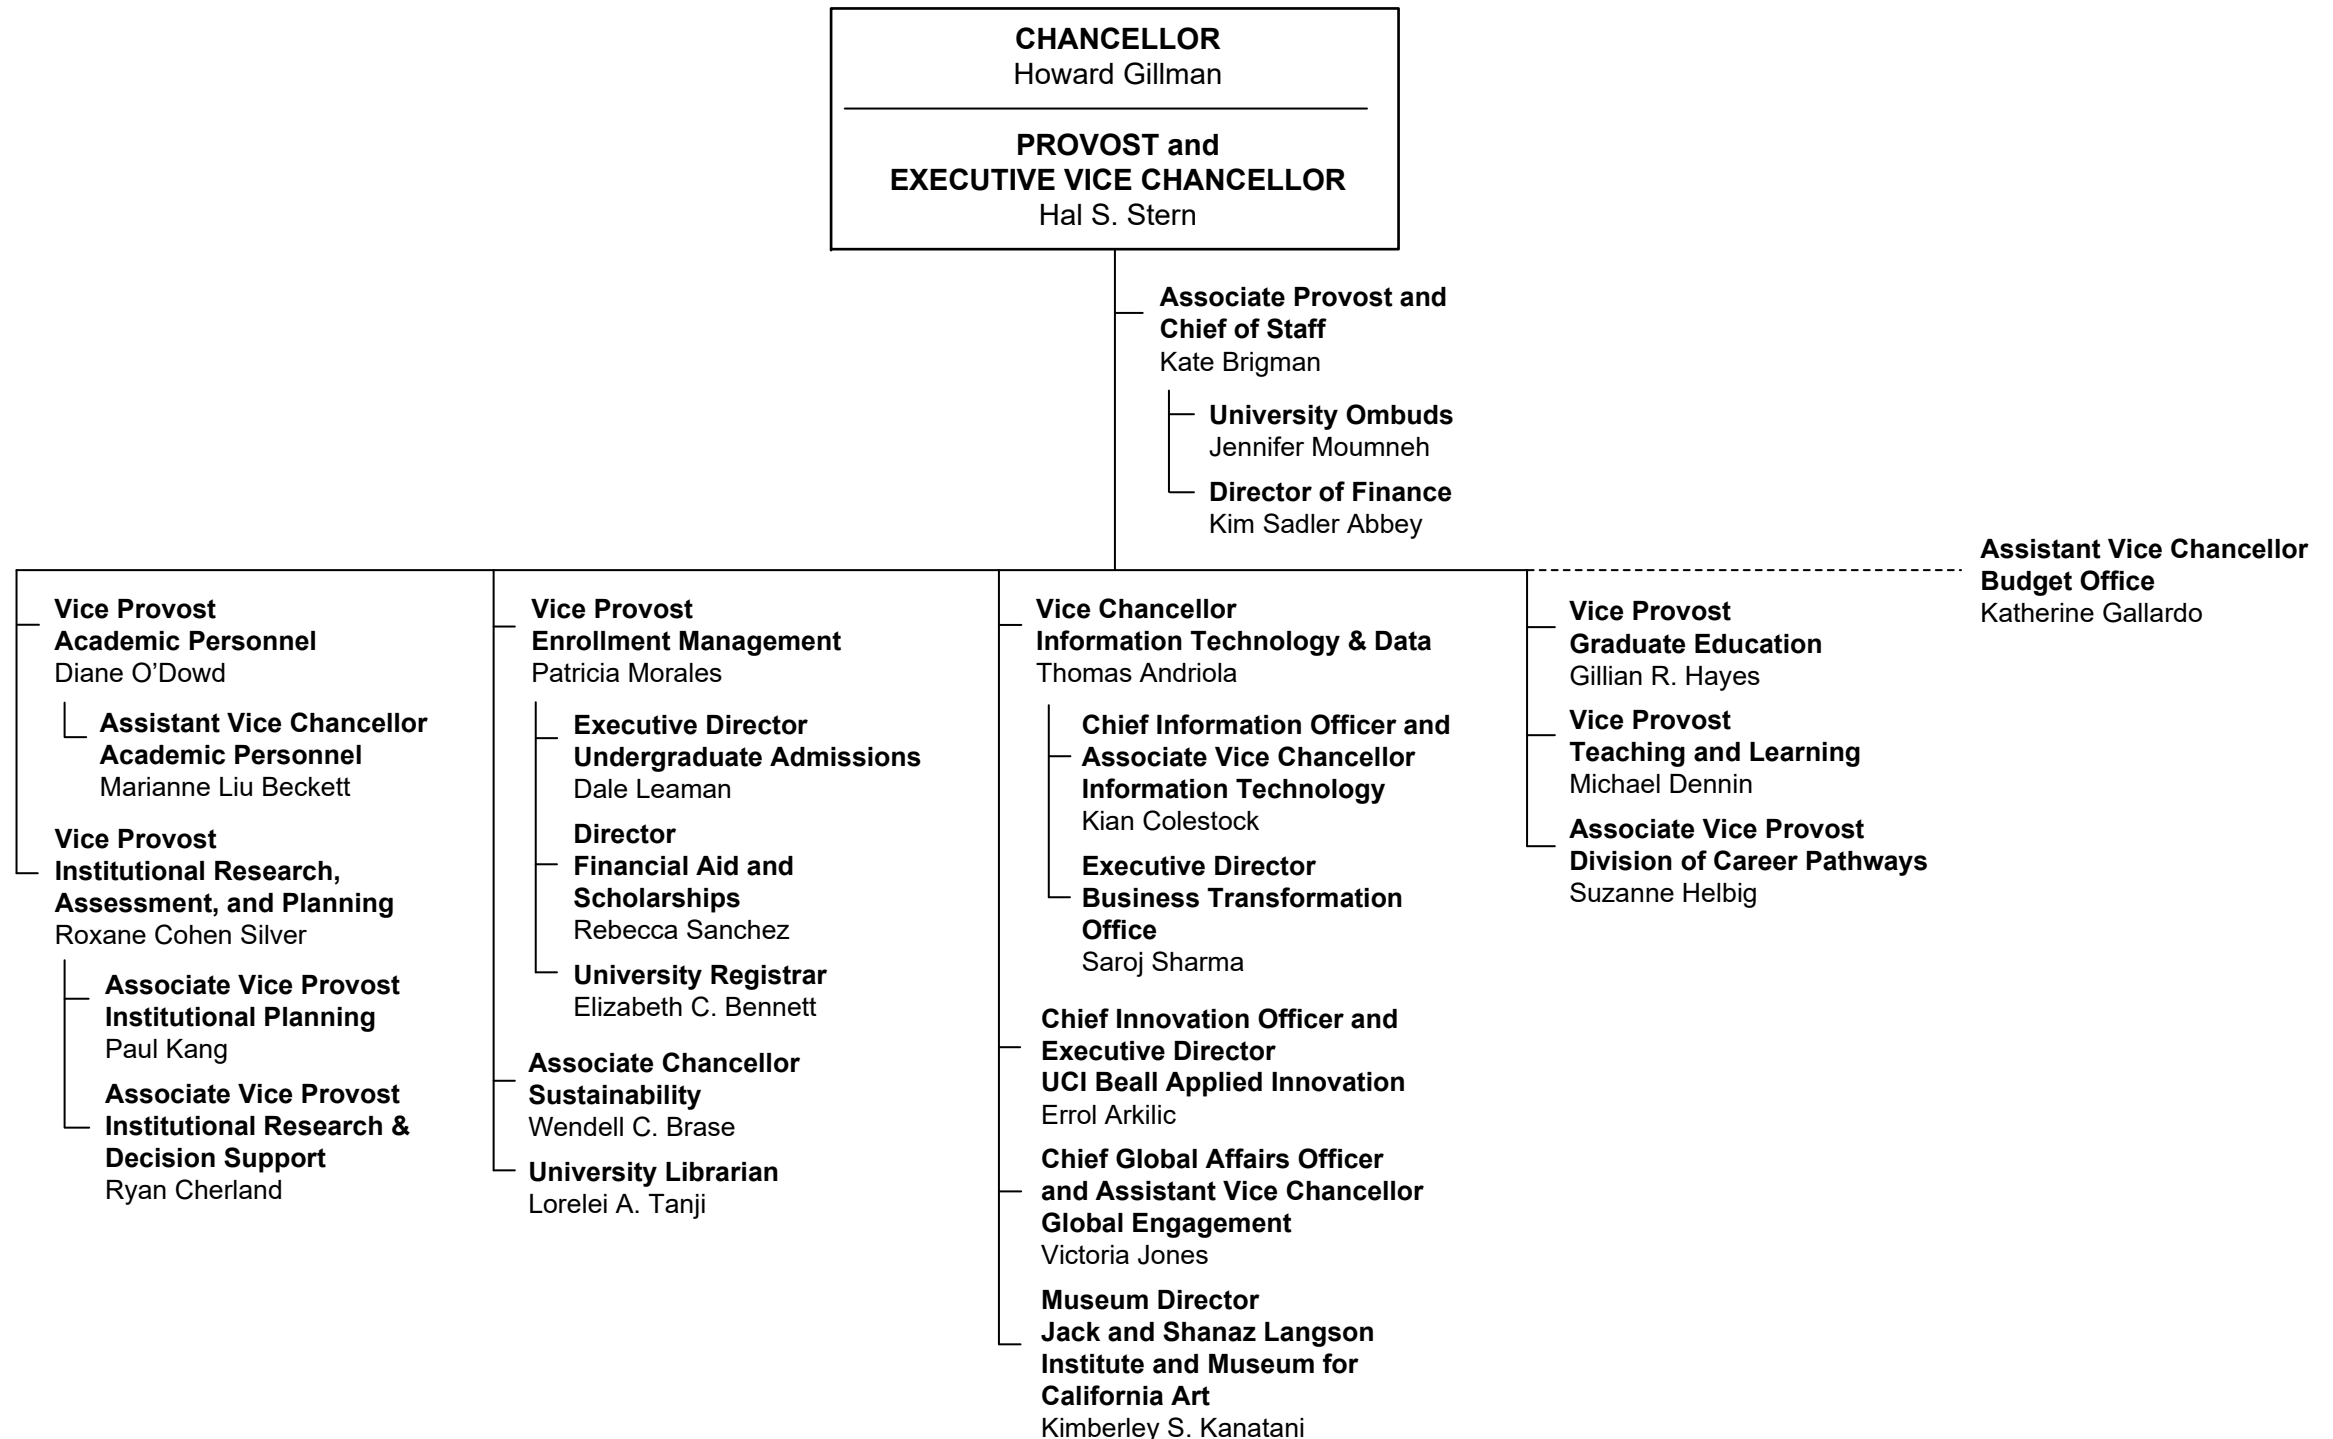 CHANCELLOR
Howard Gillman
PROVOST and
EXECUTIVE VICE CHANCELLOR
Hal S. Stern
Associate Provost and
Chief of Staff
Kate Brigman
University Ombuds
Jennifer Moumneh
Director of Finance
Kim Sadler Abbey
Vice Provost
Academic Personnel
Diane O’Dowd
Assistant Vice Chancellor
Academic Personnel
Marianne Liu Beckett
Vice Provost
Institutional Research,
Assessment, and Planning
Roxane Cohen Silver
Associate Vice Provost
Institutional Planning
Paul Kang
Associate Vice Provost
Institutional Research &
Decision Support
Ryan Cherland
Vice Provost
Enrollment Management
Patricia Morales
Executive Director
Undergraduate Admissions
Dale Leaman
Director
Financial Aid and
Scholarships
Rebecca Sanchez
University Registrar
Elizabeth C. Bennett
Associate Chancellor
Sustainability
Wendell C. Brase
University Librarian
Lorelei A. Tanji
Vice Chancellor
Information Technology & Data
Thomas Andriola
Chief Information Officer and
Associate Vice Chancellor
Information Technology
Kian Colestock
Executive Director
Business Transformation
Office
Saroj Sharma
Chief Innovation Officer and
Executive Director
UCI Beall Applied Innovation
Errol Arkilic
Chief Global Affairs Officer
and Assistant Vice Chancellor
Global Engagement
Victoria Jones
Museum Director
Jack and Shanaz Langson
Institute and Museum for
California Art
Kimberley S. Kanatani
Vice Provost
Graduate Education
Gillian R. Hayes
Vice Provost
Teaching and Learning
Michael Dennin
Associate Vice Provost
Division of Career Pathways
Suzanne Helbig
Assistant Vice Chancellor
Budget Office
Katherine Gallardo